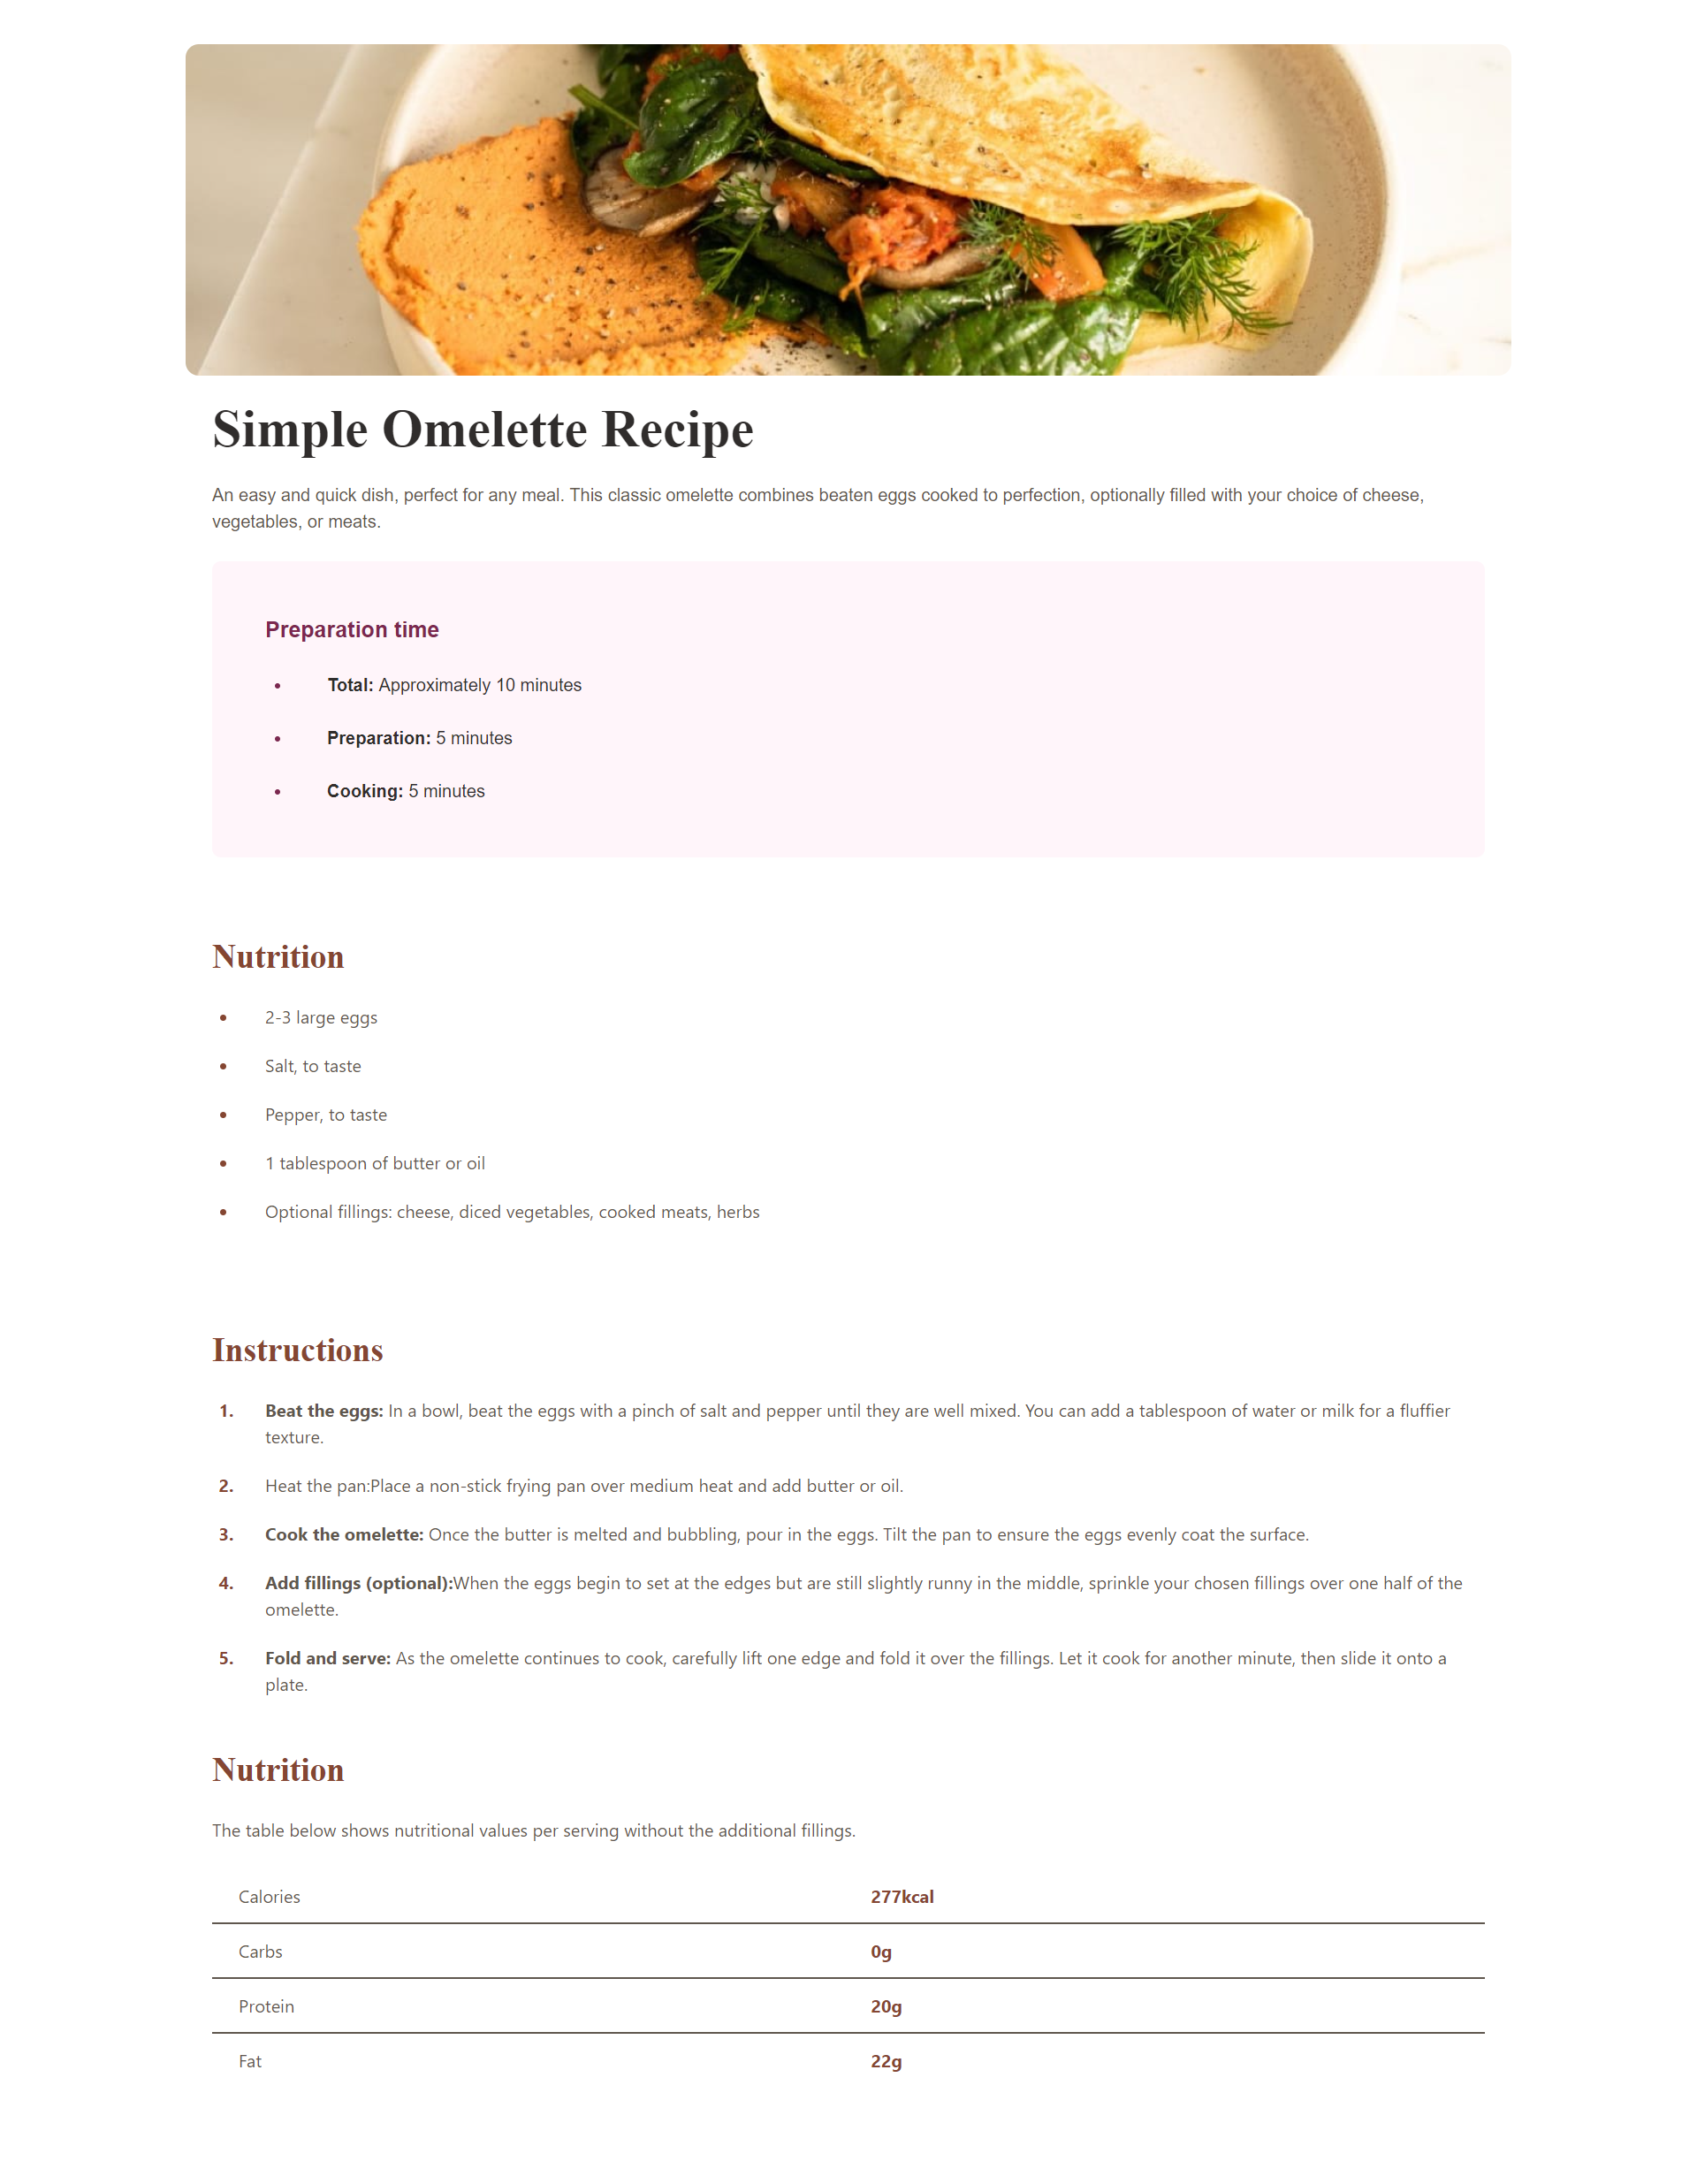 Simple Omelette Recipe
An easy and quick dish, perfect for any meal. This classic omelette combines beaten eggs cooked to perfection, optionally filled with your choice of cheese,
vegetables, or meats.
Preparation time
• Total: Approximately 10 minutes
• Preparation: 5 minutes
• Cooking: 5 minutes
Nutrition
• 2-3 large eggs
• Salt, to taste
• Pepper, to taste
• 1 tablespoon of butter or oil
• Optional fillings: cheese, diced vegetables, cooked meats, herbs
Instructions
1. Beat the eggs: In a bowl, beat the eggs with a pinch of salt and pepper until they are well mixed. You can add a tablespoon of water or milk for a fluffier
texture.
2. Heat the pan:Place a non-stick frying pan over medium heat and add butter or oil.
3. Cook the omelette: Once the butter is melted and bubbling, pour in the eggs. Tilt the pan to ensure the eggs evenly coat the surface.
4. Add fillings (optional):When the eggs begin to set at the edges but are still slightly runny in the middle, sprinkle your chosen fillings over one half of the
omelette.
5. Fold and serve: As the omelette continues to cook, carefully lift one edge and fold it over the fillings. Let it cook for another minute, then slide it onto a
plate.
Nutrition
The table below shows nutritional values per serving without the additional fillings.
Calories 277kcal
Carbs 0g
Protein 20g
Fat 22g